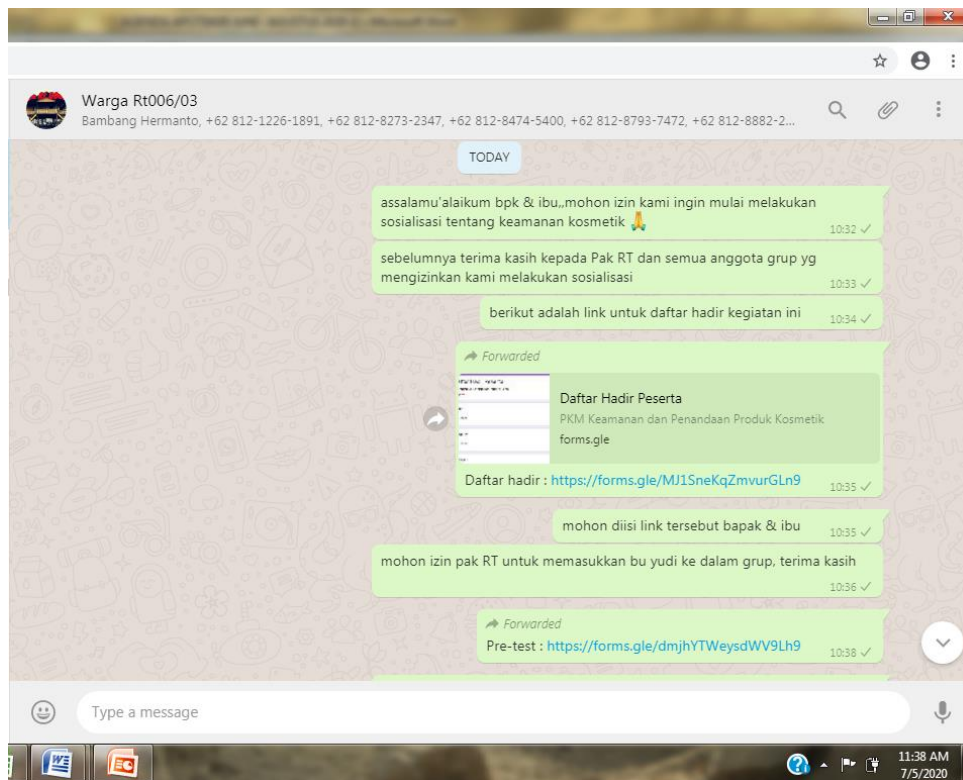 Warga Rt006/03
Bambang Hermanto, +62 812-1226-1891, +62 812-8273-2347, +62 812-8474-5400, +62 812-8793-7472, +62 812-8882-2...
TODAY
assalamu'alaikum bpk & ibu,,mohon izin kami ingin mulai melakukan
sosialisasi tentang keamanan kosmetik 🙏
10:32
sebelumnya terima kasih kepada Pak RT dan semua anggota grup yg
mengizinkan kami melakukan sosialisasi
10:33
berikut adalah link untuk daftar hadir kegiatan ini
10:34
Forwarded
Daftar Hadir Peserta
PKM Keamanan dan Penandaan Produk Kosmetik
forms.gle
Daftar hadir : https://forms.gle/MJ1SneKqZmvurGLn9
10:35
mohon diisi link tersebut bapak & ibu
10:35
mohon izin pak RT untuk memasukkan bu yudi ke dalam grup, terima kasih
10:36
Forwarded
Pre-test : https://forms.gle/dmjhYTWeysdWV9Lh9
10:38
Type a message
11:38 AM
7/5/2020